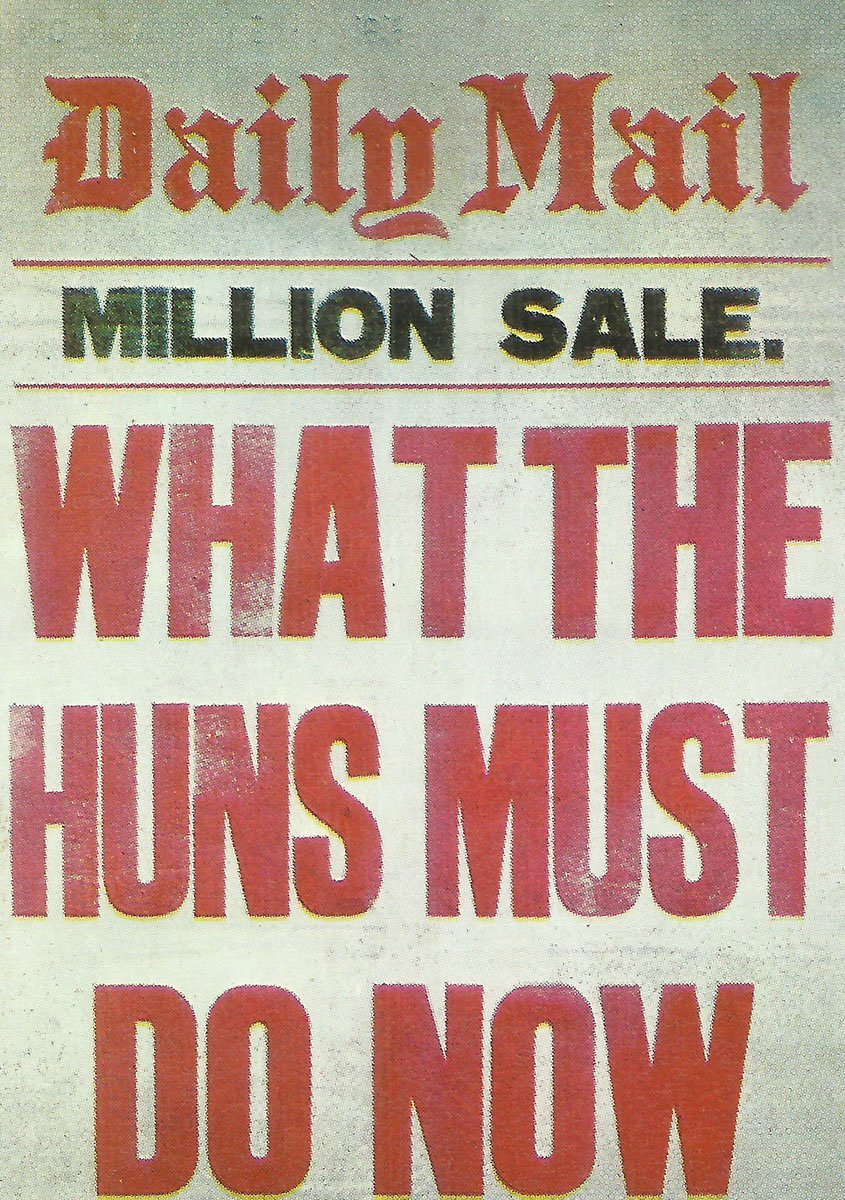 Daily Mail
MILLION SALE.
WHAT THE
HUNS MUST
DO NOW